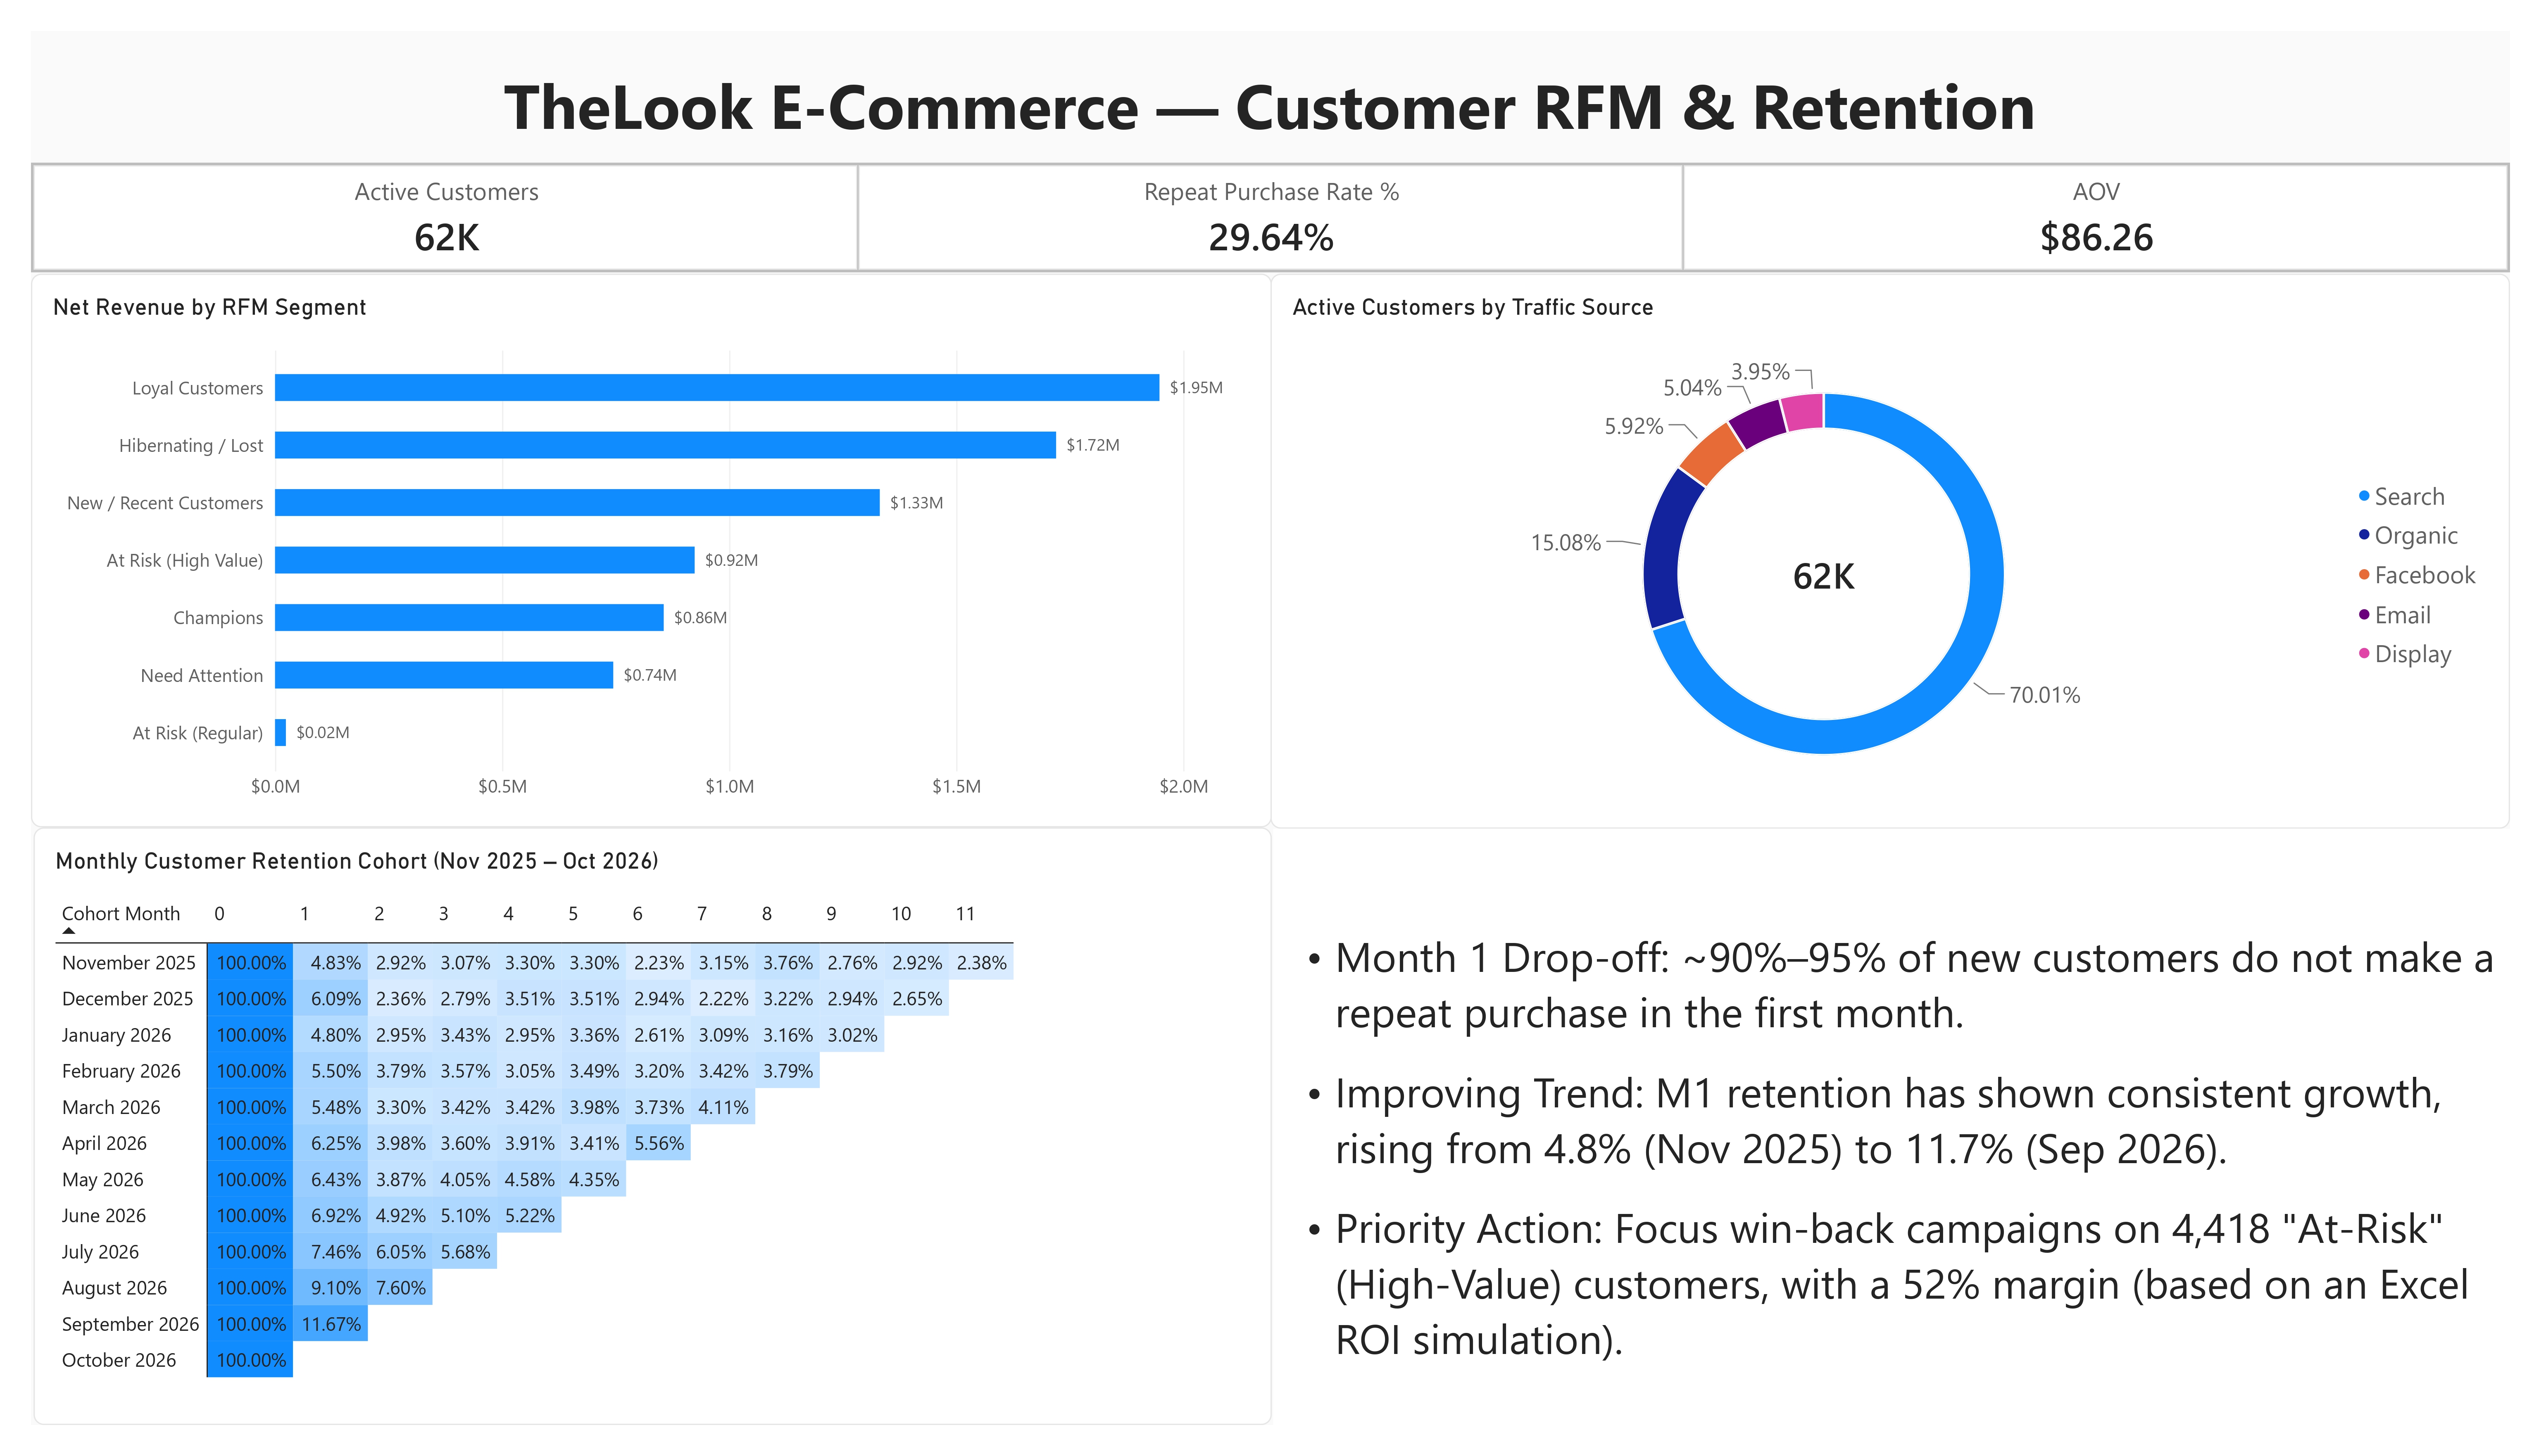 TheLook E-Commerce — Customer RFM & Retention
Active Customers
62K
Repeat Purchase Rate %
29.64%
AOV
$86.26
Net Revenue by RFM Segment
Loyal Customers $1.95M
Hibernating / Lost $1.72M
New / Recent Customers $1.33M
At Risk (High Value) $0.92M
Champions $0.86M
Need Attention $0.74M
At Risk (Regular) $0.02M
$0.0M $0.5M $1.0M $1.5M $2.0M
Active Customers by Traffic Source
3.95%
5.04%
5.92%
15.08%
62K
70.01%
Search
Organic
Facebook
Email
Display
Monthly Customer Retention Cohort (Nov 2025 – Oct 2026)
Cohort Month 0 1 2 3 4 5 6 7 8 9 10 11
November 2025 100.00% 4.83% 2.92% 3.07% 3.30% 3.30% 2.23% 3.15% 3.76% 2.76% 2.92% 2.38%
December 2025 100.00% 6.09% 2.36% 2.79% 3.51% 3.51% 2.94% 2.22% 3.22% 2.94% 2.65%
January 2026 100.00% 4.80% 2.95% 3.43% 2.95% 3.36% 2.61% 3.09% 3.16% 3.02%
February 2026 100.00% 5.50% 3.79% 3.57% 3.05% 3.49% 3.20% 3.42% 3.79%
March 2026 100.00% 5.48% 3.30% 3.42% 3.42% 3.98% 3.73% 4.11%
April 2026 100.00% 6.25% 3.98% 3.60% 3.91% 3.41% 5.56%
May 2026 100.00% 6.43% 3.87% 4.05% 4.58% 4.35%
June 2026 100.00% 6.92% 4.92% 5.10% 5.22%
July 2026 100.00% 7.46% 6.05% 5.68%
August 2026 100.00% 9.10% 7.60%
September 2026 100.00% 11.67%
October 2026 100.00%
• Month 1 Drop-off: ~90%–95% of new customers do not make a
repeat purchase in the first month.
• Improving Trend: M1 retention has shown consistent growth,
rising from 4.8% (Nov 2025) to 11.7% (Sep 2026).
• Priority Action: Focus win-back campaigns on 4,418 "At-Risk"
(High-Value) customers, with a 52% margin (based on an Excel
ROI simulation).